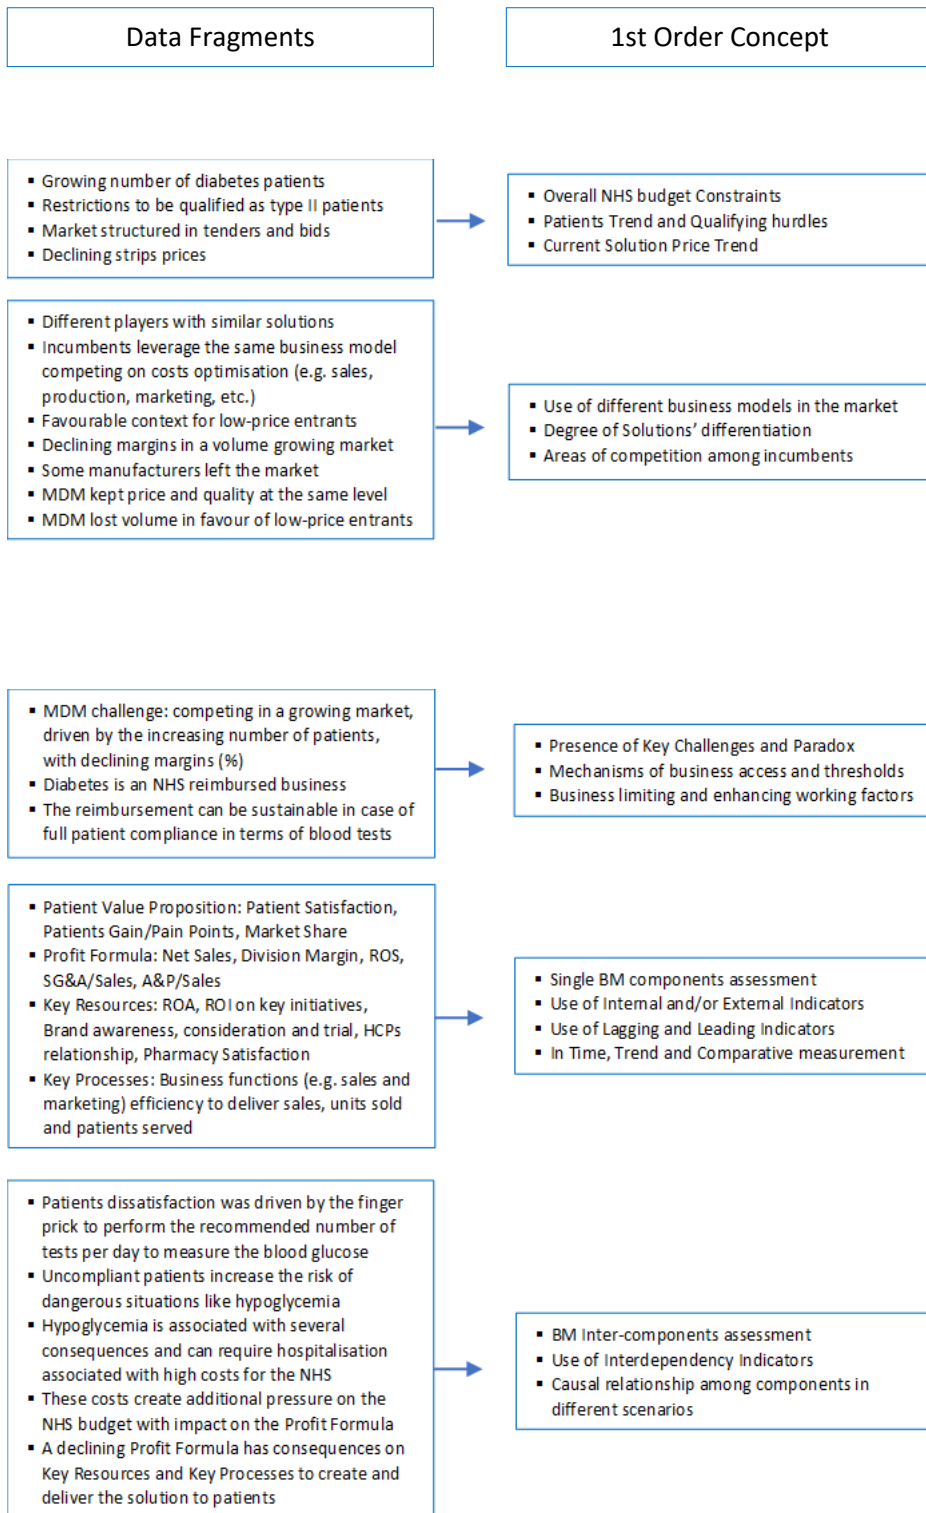 Data Fragments
1st Order Concept
▪ Growing number of diabetes patients
▪ Restrictions to be qualified as type II patients
▪ Market structured in tenders and bids
▪ Declining strips prices
▪ Overall NHS budget Constraints
▪ Patients Trend and Qualifying hurdles
▪ Current Solution Price Trend
▪ Different players with similar solutions
▪ Incumbents leverage the same business model
competing on costs optimisation (e.g. sales,
production, marketing, etc.)
▪ Favourable context for low-price entrants
▪ Declining margins in a volume growing market
▪ Some manufacturers left the market
▪ MDM kept price and quality at the same level
▪ MDM lost volume in favour of low-price entrants
▪ Use of different business models in the market
▪ Degree of Solutions’ differentiation
▪ Areas of competition among incumbents
▪ MDM challenge: competing in a growing market,
driven by the increasing number of patients,
with declining margins (%)
▪ Diabetes is an NHS reimbursed business
▪ The reimbursement can be sustainable in case of
full patient compliance in terms of blood tests
▪ Presence of Key Challenges and Paradox
▪ Mechanisms of business access and thresholds
▪ Business limiting and enhancing working factors
▪ Patient Value Proposition: Patient Satisfaction,
Patients Gain/Pain Points, Market Share
▪ Profit Formula: Net Sales, Division Margin, ROS,
SG&A/Sales, A&P/Sales
▪ Key Resources: ROA, ROI on key initiatives,
Brand awareness, consideration and trial, HCPs
relationship, Pharmacy Satisfaction
▪ Key Processes: Business functions (e.g. sales and
marketing) efficiency to deliver sales, units sold
and patients served
▪ Single BM components assessment
▪ Use of Internal and/or External Indicators
▪ Use of Lagging and Leading Indicators
▪ In Time, Trend and Comparative measurement
▪ Patients dissatisfaction was driven by the finger
prick to perform the recommended number of
tests per day to measure the blood glucose
▪ Uncompliant patients increase the risk of
dangerous situations like hypoglycemia
▪ Hypoglycemia is associated with several
consequences and can require hospitalisation
associated with high costs for the NHS
▪ These costs create additional pressure on the
NHS budget with impact on the Profit Formula
▪ A declining Profit Formula has consequences on
Key Resources and Key Processes to create and
deliver the solution to patients
▪ BM Inter-components assessment
▪ Use of Interdependency Indicators
▪ Causal relationship among components in
different scenarios